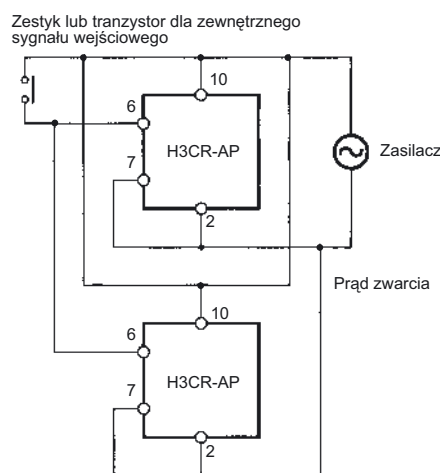 Zestyk lub tranzystor dla zewnętrznego
sygnału wejściowego
10
6
H3CR-AP
7
2
Zasilacz
Prąd zwarcia
10
6
H3CR-AP
7
2